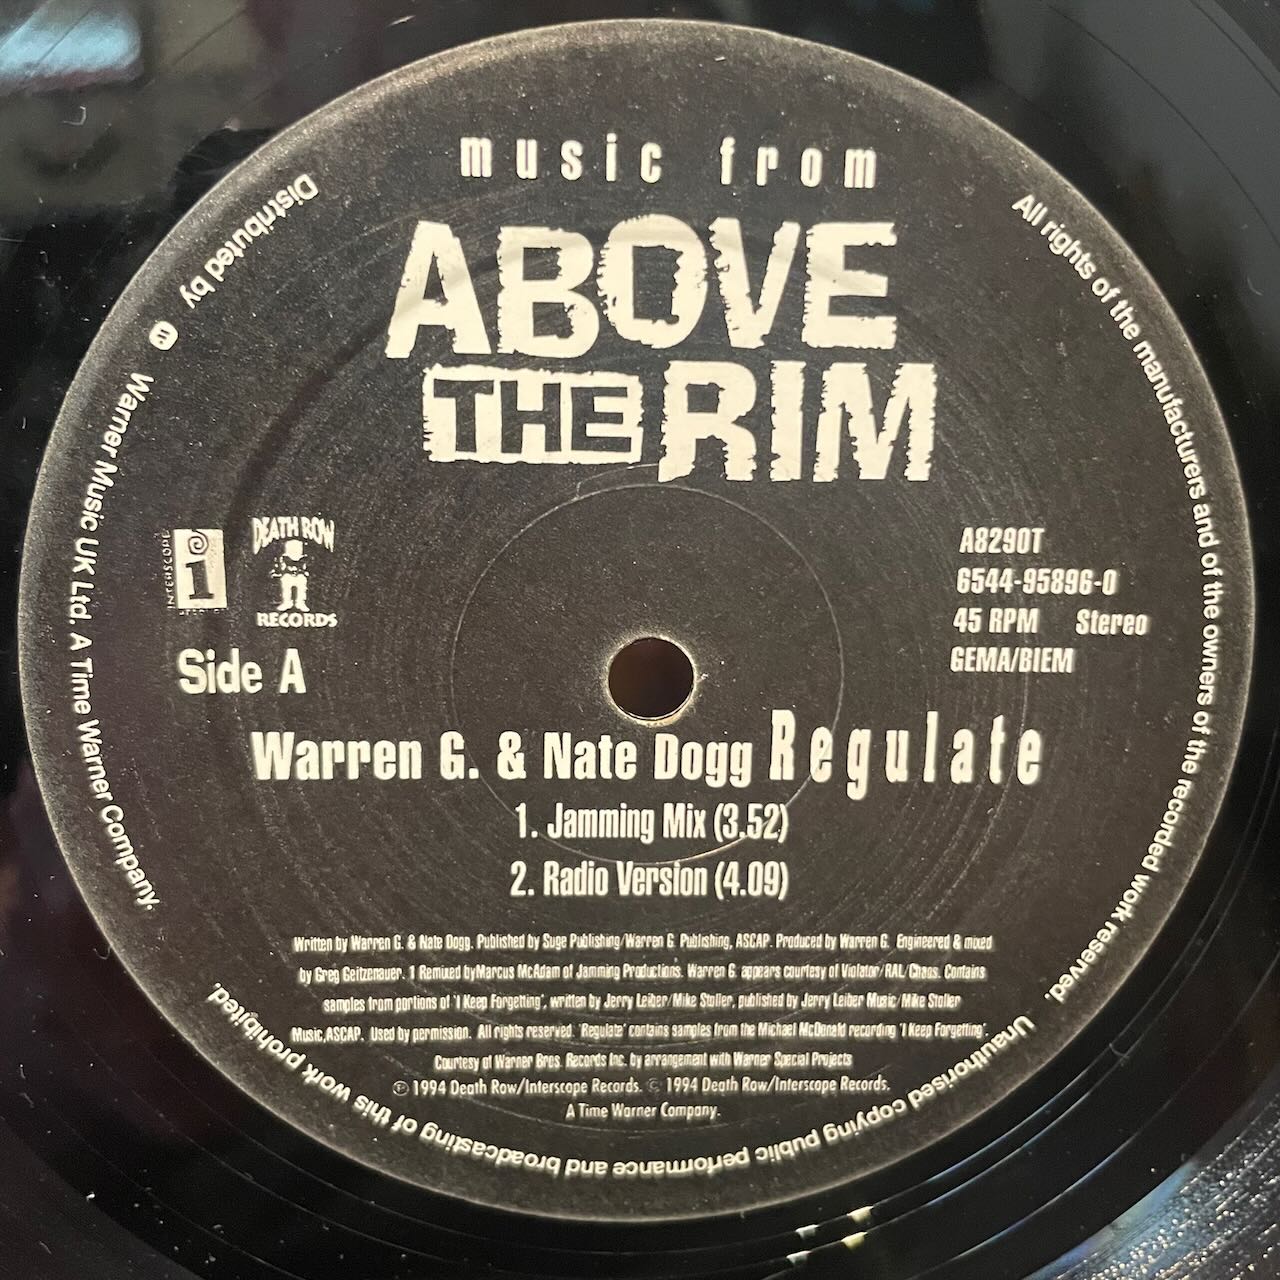 music from
ABOVE
THE RIM
INTERSCOPE
DEATH ROW
RECORDS
A8290T
6544-95896-0
45 RPM Stereo
GEMA/BIEM
Side A
Warren G. & Nate Dogg Regulate
1. Jamming Mix (3.52)
2. Radio Version (4.09)
Written by Warren G. & Nate Dogg. Published by Suge Publishing/Warren G. Publishing, ASCAP. Produced by Warren G. Engineered & mixed
by Greg Geitzenauer. 1 Remixed by Marcus McAdam of Jamming Productions. Warren G. appears courtesy of Violator/RAL/Chaos. Contains
samples from portions of 'I Keep Forgetting', written by Jerry Leiber/Mike Stoller, published by Jerry Leiber Music/Mike Stoller
Music,ASCAP. Used by permission. All rights reserved. 'Regulate' contains samples from the Michael McDonald recording 'I Keep Forgetting'.
Courtesy of Warner Bros. Records Inc. by arrangement with Warner Special Projects
℗ 1994 Death Row/Interscope Records. © 1994 Death Row/Interscope Records.
A Time Warner Company.
All rights of the manufacturers and of the owners of the recorded work reserved. Unauthorised copying public performance and broadcasting of this work prohibited.
Distributed by Warner Music UK Ltd. A Time Warner Company.